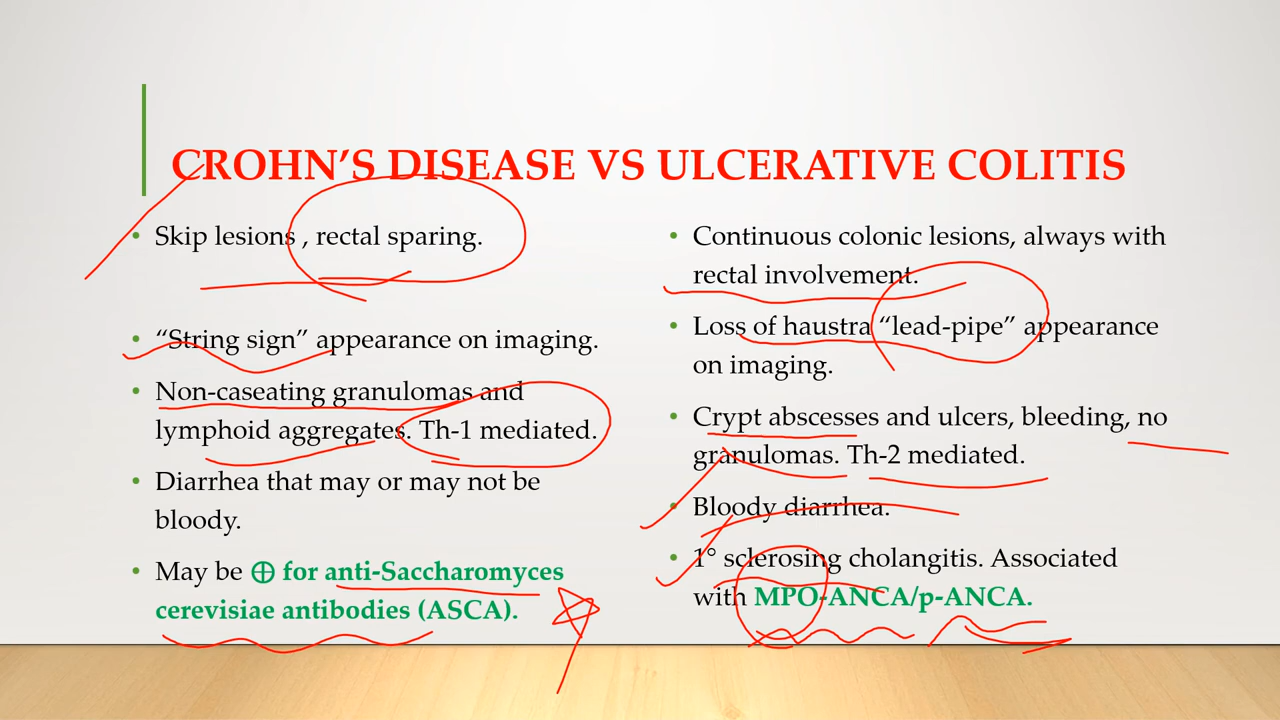 CROHN’S DISEASE VS ULCERATIVE COLITIS
• Skip lesions , rectal sparing.
• “String sign” appearance on imaging.
• Non-caseating granulomas and
lymphoid aggregates. Th-1 mediated.
• Diarrhea that may or may not be
bloody.
• May be ⊕ for anti-Saccharomyces
cerevisiae antibodies (ASCA).
• Continuous colonic lesions, always with
rectal involvement.
• Loss of haustra “lead-pipe” appearance
on imaging.
• Crypt abscesses and ulcers, bleeding, no
granulomas. Th-2 mediated.
• Bloody diarrhea.
• 1° sclerosing cholangitis. Associated
with MPO-ANCA/p-ANCA.